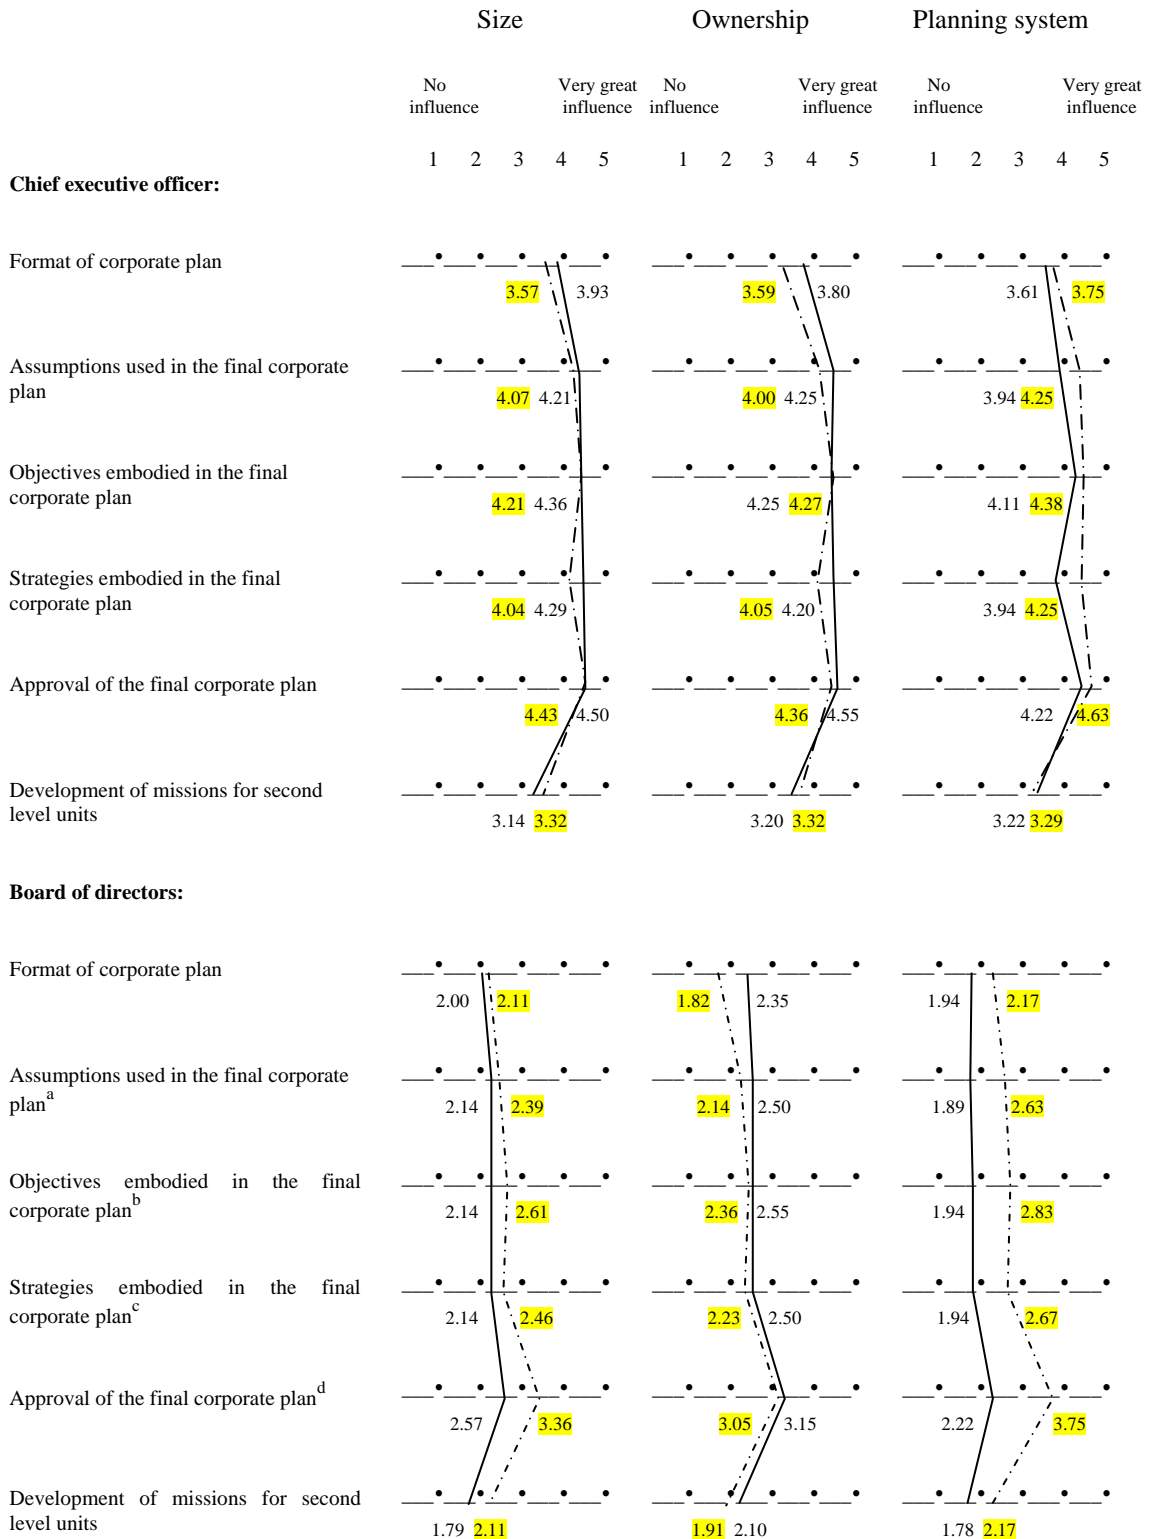 Size Ownership Planning system
No Very great No Very great No Very great
influence influence influence influence influence influence
1 2 3 4 5 1 2 3 4 5 1 2 3 4 5
Chief executive officer:
Format of corporate plan
3.57 3.93 3.59 3.80 3.61 3.75
Assumptions used in the final corporate
plan
4.07 4.21 4.00 4.25 3.94 4.25
Objectives embodied in the final
corporate plan
4.21 4.36 4.25 4.27 4.11 4.38
Strategies embodied in the final
corporate plan
4.04 4.29 4.05 4.20 3.94 4.25
Approval of the final corporate plan
4.43 4.50 4.36 4.55 4.22 4.63
Development of missions for second
level units
3.14 3.32 3.20 3.32 3.22 3.29
Board of directors:
Format of corporate plan
2.00 2.11 1.82 2.35 1.94 2.17
Assumptions used in the final corporate
plan^a
2.14 2.39 2.14 2.50 1.89 2.63
Objectives embodied in the final
corporate plan^b
2.14 2.61 2.36 2.55 1.94 2.83
Strategies embodied in the final
corporate plan^c
2.14 2.46 2.23 2.50 1.94 2.67
Approval of the final corporate plan^d
2.57 3.36 3.05 3.15 2.22 3.75
Development of missions for second
level units
1.79 2.11 1.91 2.10 1.78 2.17